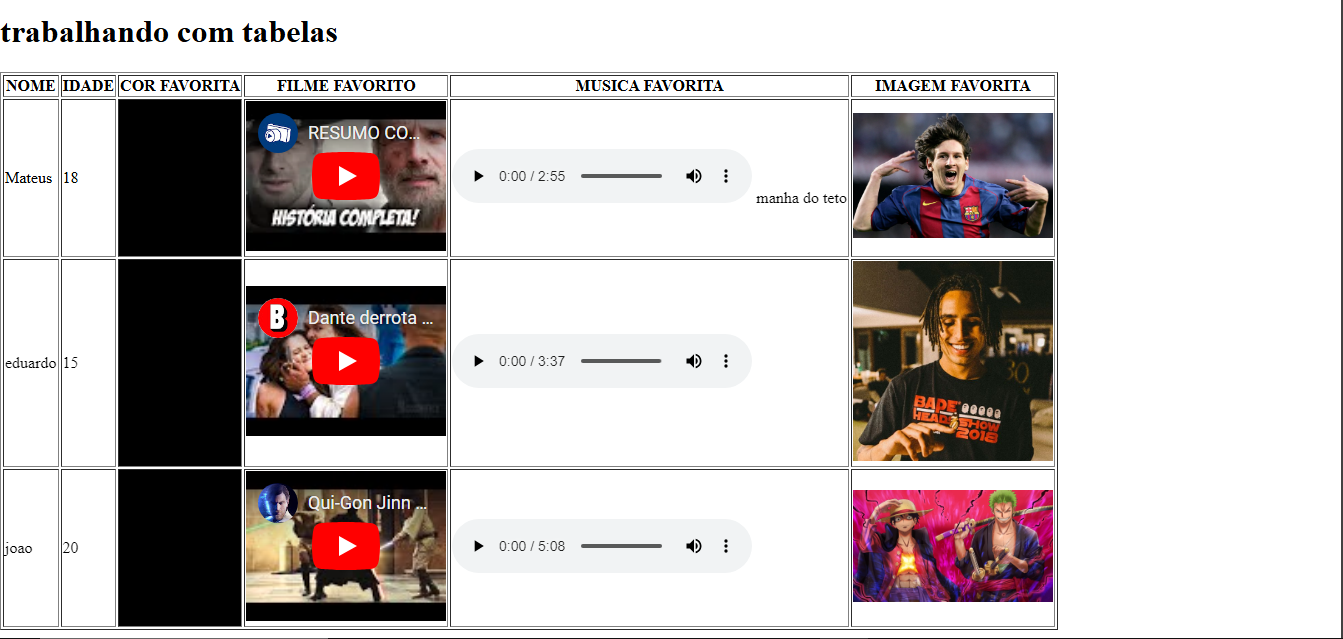 trabalhando com tabelas
NOME IDADE COR FAVORITA FILME FAVORITO MUSICA FAVORITA IMAGEM FAVORITA
Mateus 18
RESUMO CO...
HISTÓRIA COMPLETA!
0:00 / 2:55
manha do teto
eduardo 15
B
Dante derrota ...
0:00 / 3:37
BADE
HEADS SHOW
2018
joao 20
Qui-Gon Jinn ...
0:00 / 5:08